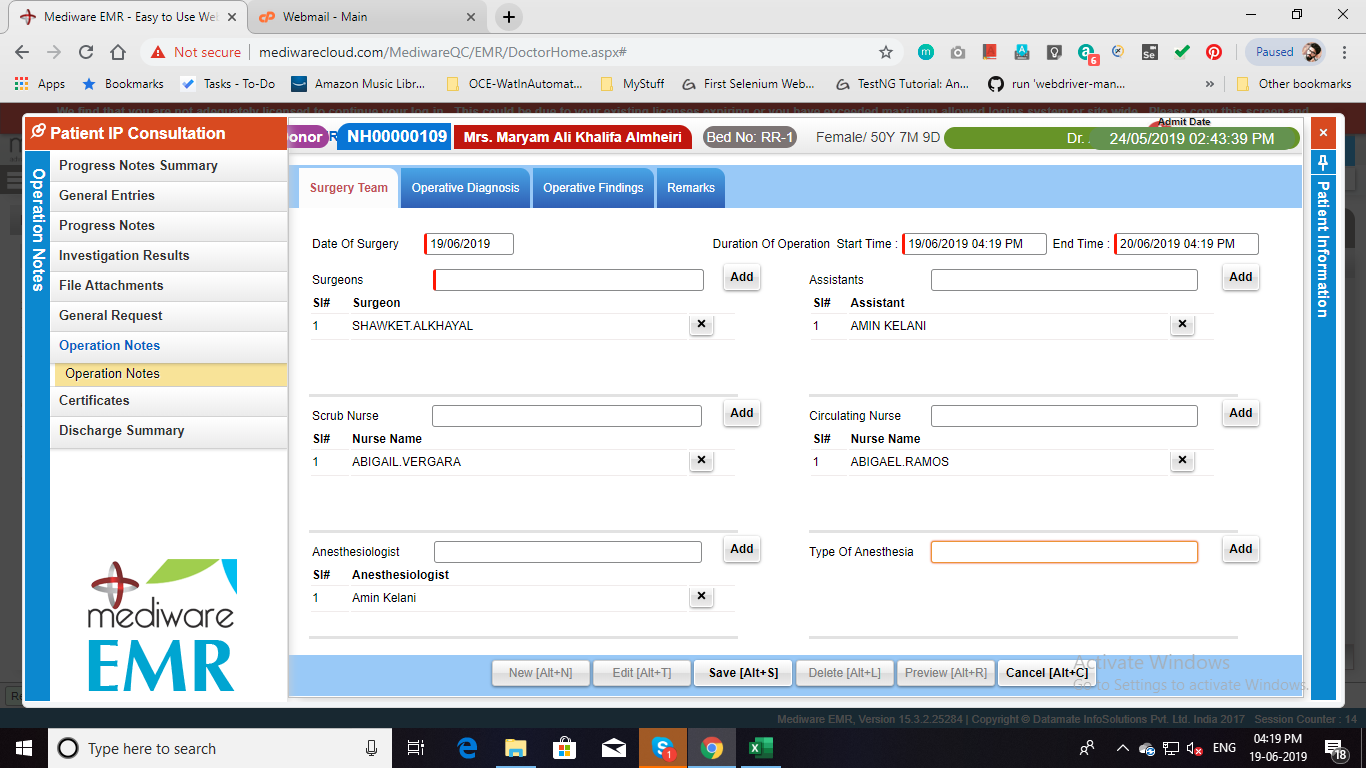 Mediware EMR - Easy to Use We
Webmail - Main
Not secure | mediwarecloud.com/MediwareQC/EMR/DoctorHome.aspx#
6
Se
Paused
Apps
Bookmarks
Tasks - To-Do
Amazon Music Libr...
OCE-WatInAutomat...
MyStuff
First Selenium Web...
TestNG Tutorial: An...
run 'webdriver-man...
»
Other bookmarks
Patient IP Consultation
onor
NH00000109
Mrs. Maryam Ali Khalifa Almheiri
Bed No: RR-1
Female/ 50Y 7M 9D
Dr. .
Admit Date
24/05/2019 02:43:39 PM
Operation Notes
Progress Notes Summary
General Entries
Progress Notes
Investigation Results
File Attachments
General Request
Operation Notes
Operation Notes
Certificates
Discharge Summary
mediware
EMR
Surgery Team
Operative Diagnosis
Operative Findings
Remarks
Date Of Surgery 19/06/2019
Duration Of Operation Start Time : 19/06/2019 04:19 PM End Time : 20/06/2019 04:19 PM
Surgeons Add
Sl# Surgeon
1 SHAWKET.ALKHAYAL
Assistants Add
Sl# Assistant
1 AMIN KELANI
Scrub Nurse Add
Sl# Nurse Name
1 ABIGAIL.VERGARA
Circulating Nurse Add
Sl# Nurse Name
1 ABIGAEL.RAMOS
Anesthesiologist Add
Sl# Anesthesiologist
1 Amin Kelani
Type Of Anesthesia Add
New [Alt+N]
Edit [Alt+T]
Save [Alt+S]
Delete [Alt+L]
Preview [Alt+R]
Cancel [Alt+C]
Patient Information
Activate Windows
Go to Settings to activate Windows.
Mediware EMR, Version 15.3.2.25284 | Copyright © Datamate InfoSolutions Pvt. Ltd. India 2017 Session Counter : 14
Type here to search
1
ENG
04:19 PM
19-06-2019
18